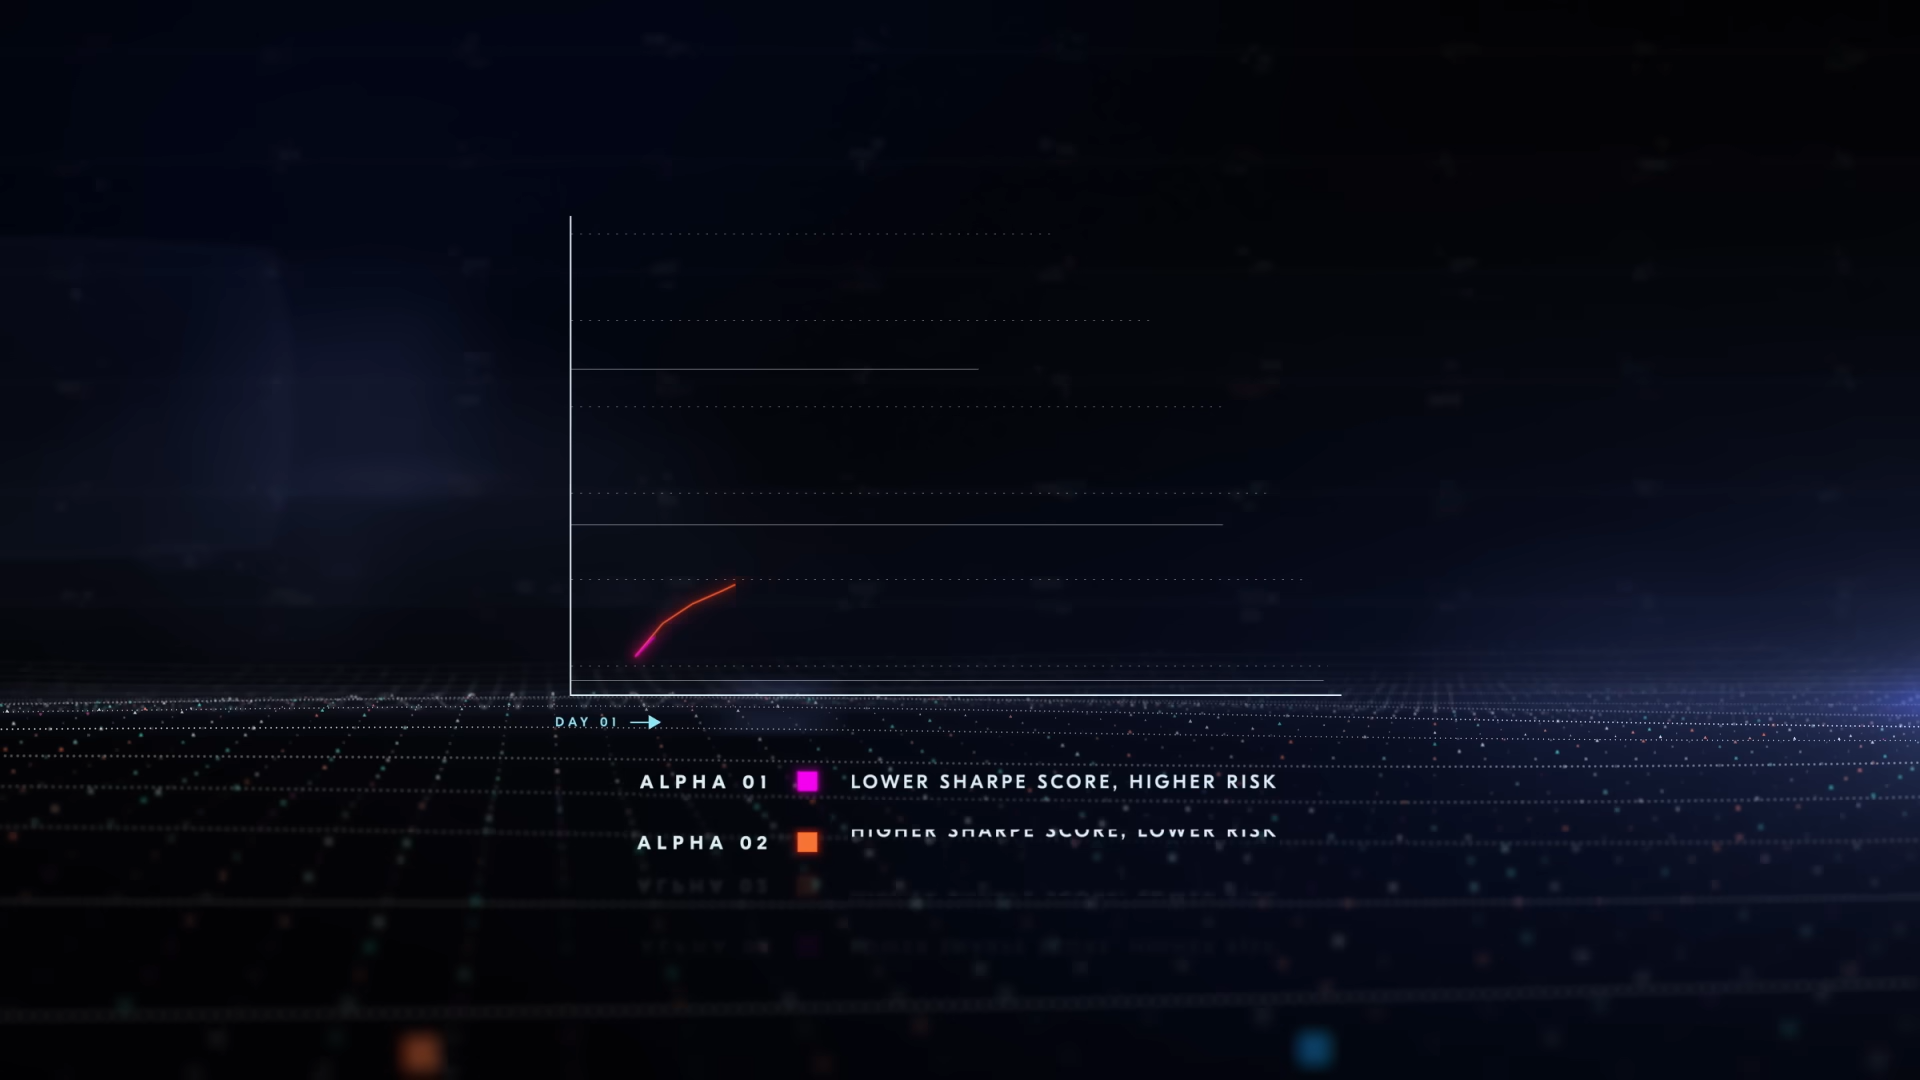 DAY 01
ALPHA 01 LOWER SHARPE SCORE, HIGHER RISK
ALPHA 02 HIGHER SHARPE SCORE, LOWER RISK